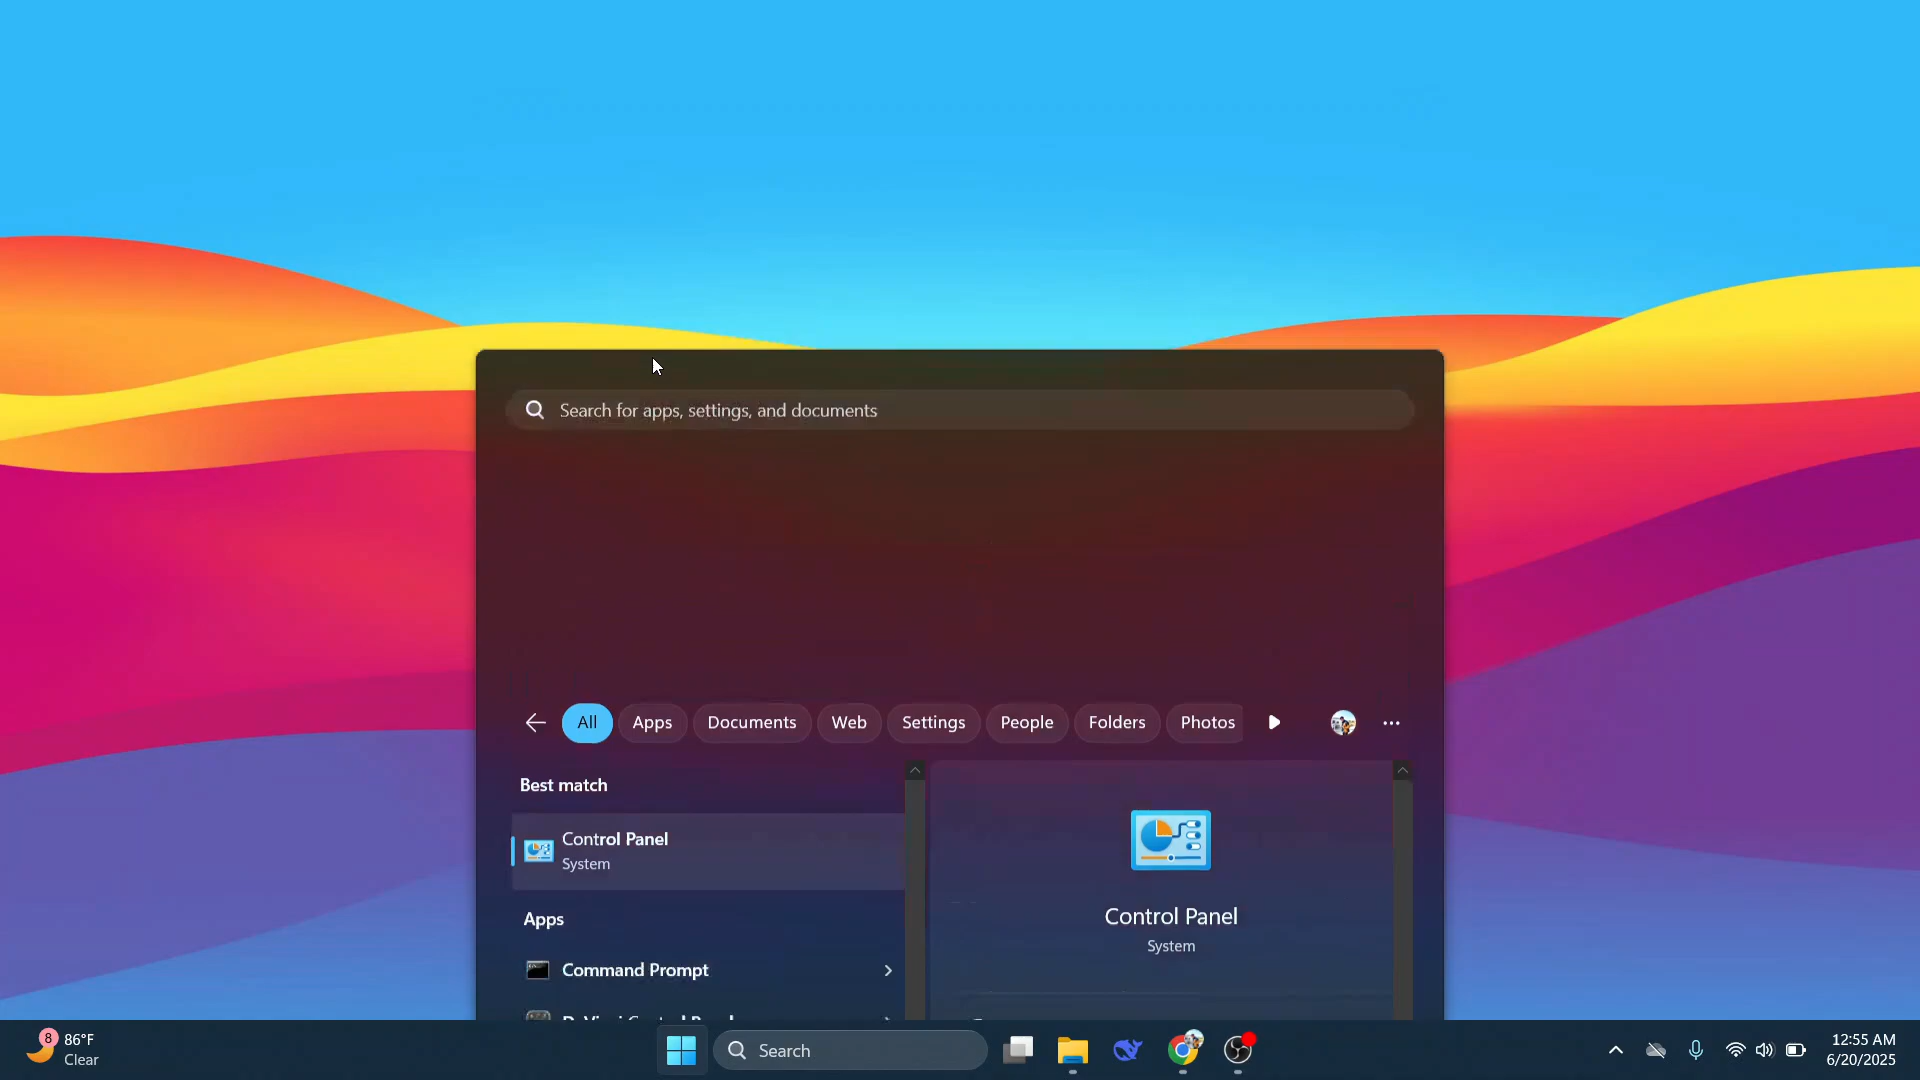 Search for apps, settings, and documents
All Apps Documents Web Settings People Folders Photos
Best match
Control Panel
System
Apps
Command Prompt
Control Panel
System
8
86°F
Clear
Search
12:55 AM
6/20/2025